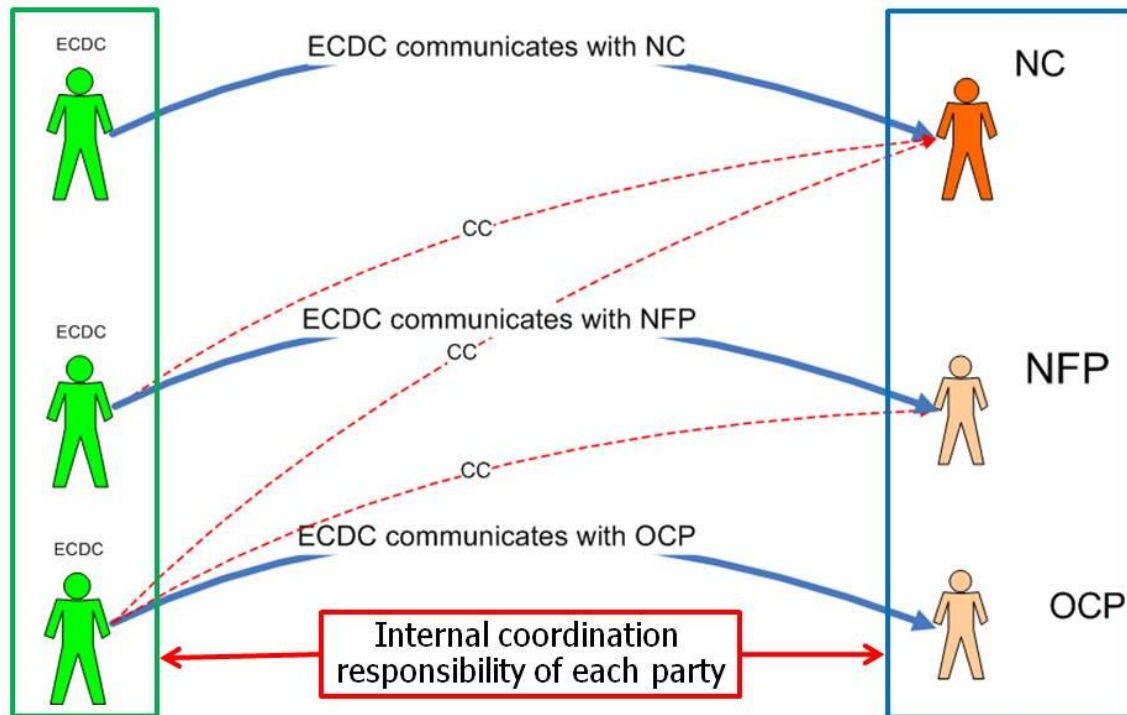 ECDC
ECDC communicates with NC
NC
CC
ECDC
ECDC communicates with NFP
CC
NFP
CC
ECDC
ECDC communicates with OCP
OCP
Internal coordination
responsibility of each party